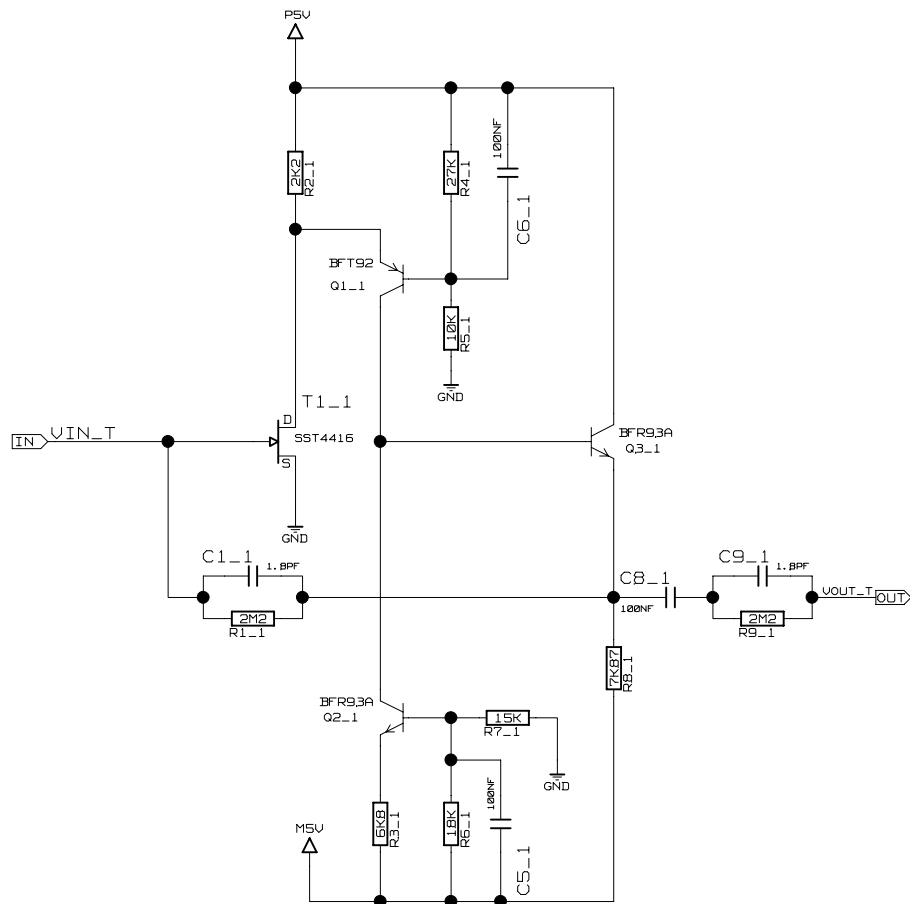 P5V
2K2
R2_1
27K
R4_1
100NF
C6_1
BFT92
Q1_1
10K
R5_1
GND
T1_1
D
SST4416
S
GND
IN
VIN_T
BFR93A
Q3_1
C1_1
1.8PF
2M2
R1_1
C8_1
100NF
C9_1
1.8PF
2M2
R9_1
VOUT_T
OUT
7K87
R8_1
BFR93A
Q2_1
15K
R7_1
GND
M5V
6K8
R3_1
18K
R6_1
100NF
C5_1